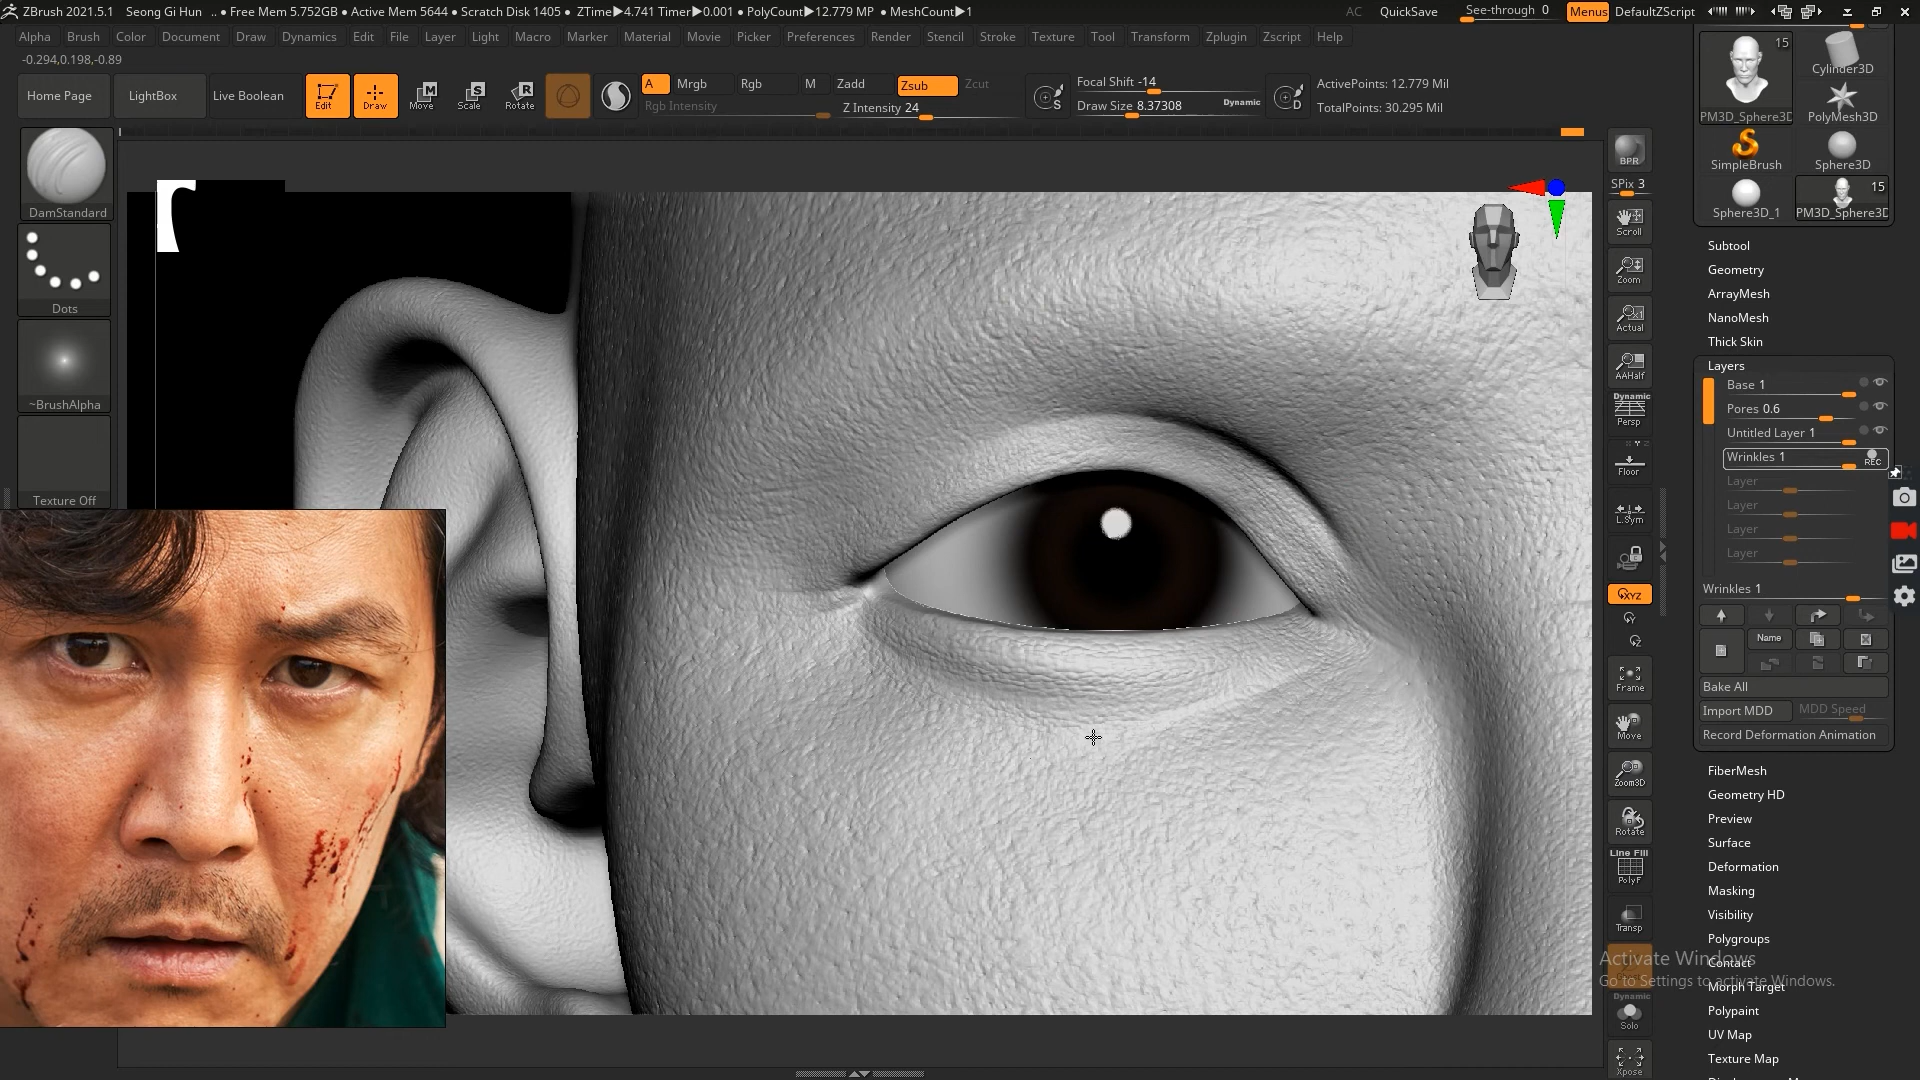 ZBrush 2021.5.1 Seong Gi Hun .. ● Free Mem 5.752GB ● Active Mem 5644 ● Scratch Disk 1405 ● ZTime▶4.741 Timer▶0.001 ● PolyCount▶12.779 MP ● MeshCount▶1 AC QuickSave See-through 0 Menus DefaultZScript
Alpha Brush Color Document Draw Dynamics Edit File Layer Light Macro Marker Material Movie Picker Preferences Render Stencil Stroke Texture Tool Transform Zplugin Zscript Help
-0.294,0.198,-0.89
Home Page LightBox Live Boolean Edit Draw Move Scale Rotate
A Mrgb Rgb M Zadd Zsub Zcut
Rgb Intensity Z Intensity 24
Focal Shift -14
Draw Size 8.37308 Dynamic
S D
ActivePoints: 12.779 Mil
TotalPoints: 30.295 Mil
DamStandard
Dots
~BrushAlpha
Texture Off
BPR
SPix 3
Scroll
Zoom
Actual
AAHalf
Dynamic
Persp
Floor
L.Sym
XYZ
Frame
Move
Zoom3D
Rotate
Line Fill
PolyF
Transp
Dynamic
Solo
Xpose
15
PM3D_Sphere3D
Cylinder3D
PolyMesh3D
SimpleBrush
Sphere3D
Sphere3D_1
15
PM3D_Sphere3D
Subtool
Geometry
ArrayMesh
NanoMesh
Thick Skin
Layers
Base 1
Pores 0.6
Untitled Layer 1
Wrinkles 1 REC
Layer
Layer
Layer
Layer
Wrinkles 1
Name
Bake All
Import MDD MDD Speed
Record Deformation Animation
FiberMesh
Geometry HD
Preview
Surface
Deformation
Masking
Visibility
Polygroups
Contact
Morph Target
Polypaint
UV Map
Texture Map
Activate Windows
Go to Settings to activate Windows.